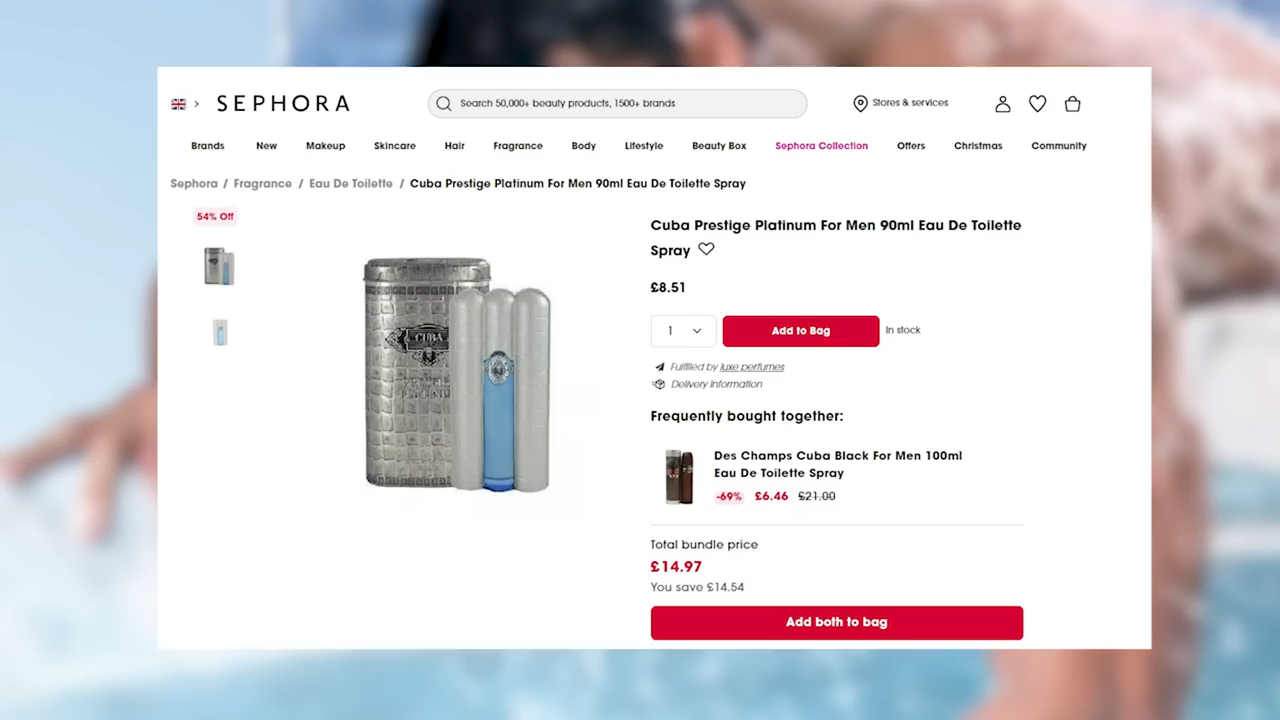 SEPHORA
Search 50,000+ beauty products, 1500+ brands
Stores & services
Brands
New
Makeup
Skincare
Hair
Fragrance
Body
Lifestyle
Beauty Box
Sephora Collection
Offers
Christmas
Community
Sephora / Fragrance / Eau De Toilette / Cuba Prestige Platinum For Men 90ml Eau De Toilette Spray
54% Off
CUBA
Cuba Prestige Platinum For Men 90ml Eau De Toilette
Spray
£8.51
1
Add to Bag
In stock
Fulfilled by luxe perfumes
Delivery Information
Frequently bought together:
Des Champs Cuba Black For Men 100ml
Eau De Toilette Spray
-69% £6.46 £21.00
Total bundle price
£14.97
You save £14.54
Add both to bag